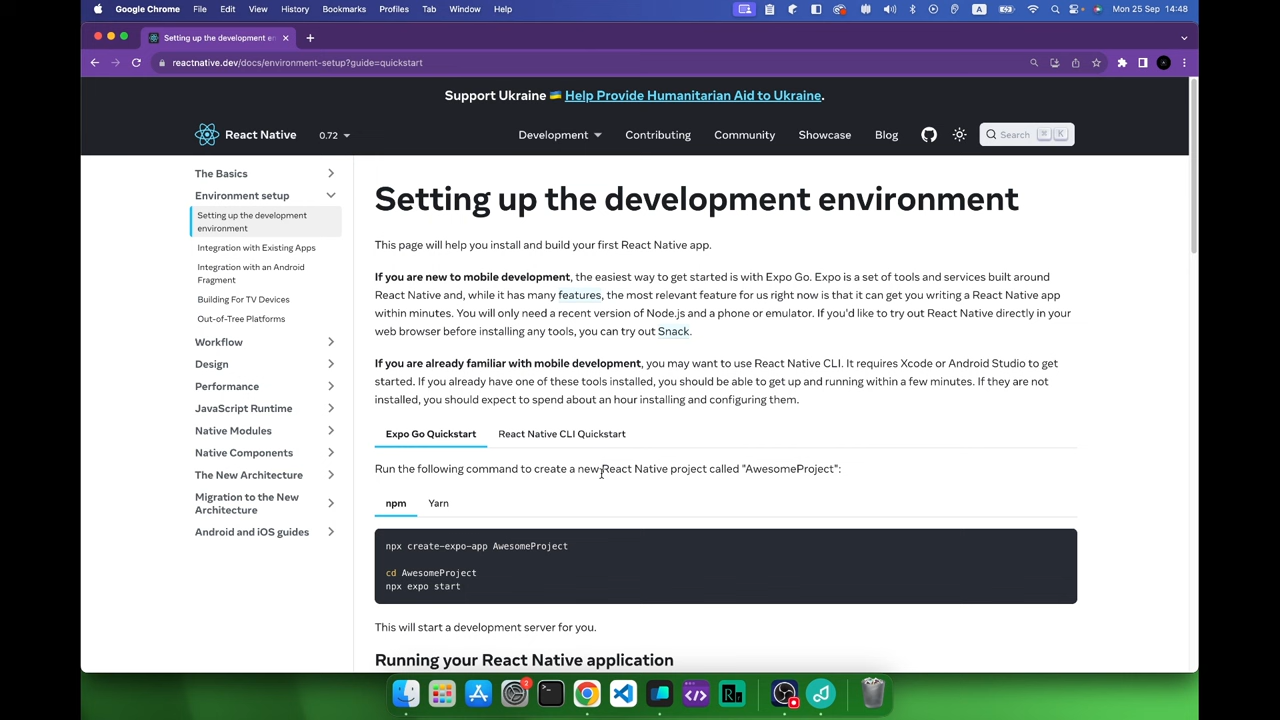 Google Chrome File Edit View History Bookmarks Profiles Tab Window Help
A
Mon 25 Sep 14:48
Setting up the development en
reactnative.dev/docs/environment-setup?guide=quickstart
Support Ukraine 🇺🇦 Help Provide Humanitarian Aid to Ukraine.
React Native 0.72 Development Contributing Community Showcase Blog Search ⌘ K
The Basics
Environment setup
Setting up the development
environment
Integration with Existing Apps
Integration with an Android
Fragment
Building For TV Devices
Out-of-Tree Platforms
Workflow
Design
Performance
JavaScript Runtime
Native Modules
Native Components
The New Architecture
Migration to the New
Architecture
Android and iOS guides
Setting up the development environment
This page will help you install and build your first React Native app.
If you are new to mobile development, the easiest way to get started is with Expo Go. Expo is a set of tools and services built around
React Native and, while it has many features, the most relevant feature for us right now is that it can get you writing a React Native app
within minutes. You will only need a recent version of Node.js and a phone or emulator. If you'd like to try out React Native directly in your
web browser before installing any tools, you can try out Snack.
If you are already familiar with mobile development, you may want to use React Native CLI. It requires Xcode or Android Studio to get
started. If you already have one of these tools installed, you should be able to get up and running within a few minutes. If they are not
installed, you should expect to spend about an hour installing and configuring them.
Expo Go Quickstart React Native CLI Quickstart
Run the following command to create a new React Native project called "AwesomeProject":
npm Yarn
npx create-expo-app AwesomeProject
cd AwesomeProject
npx expo start
This will start a development server for you.
Running your React Native application
2